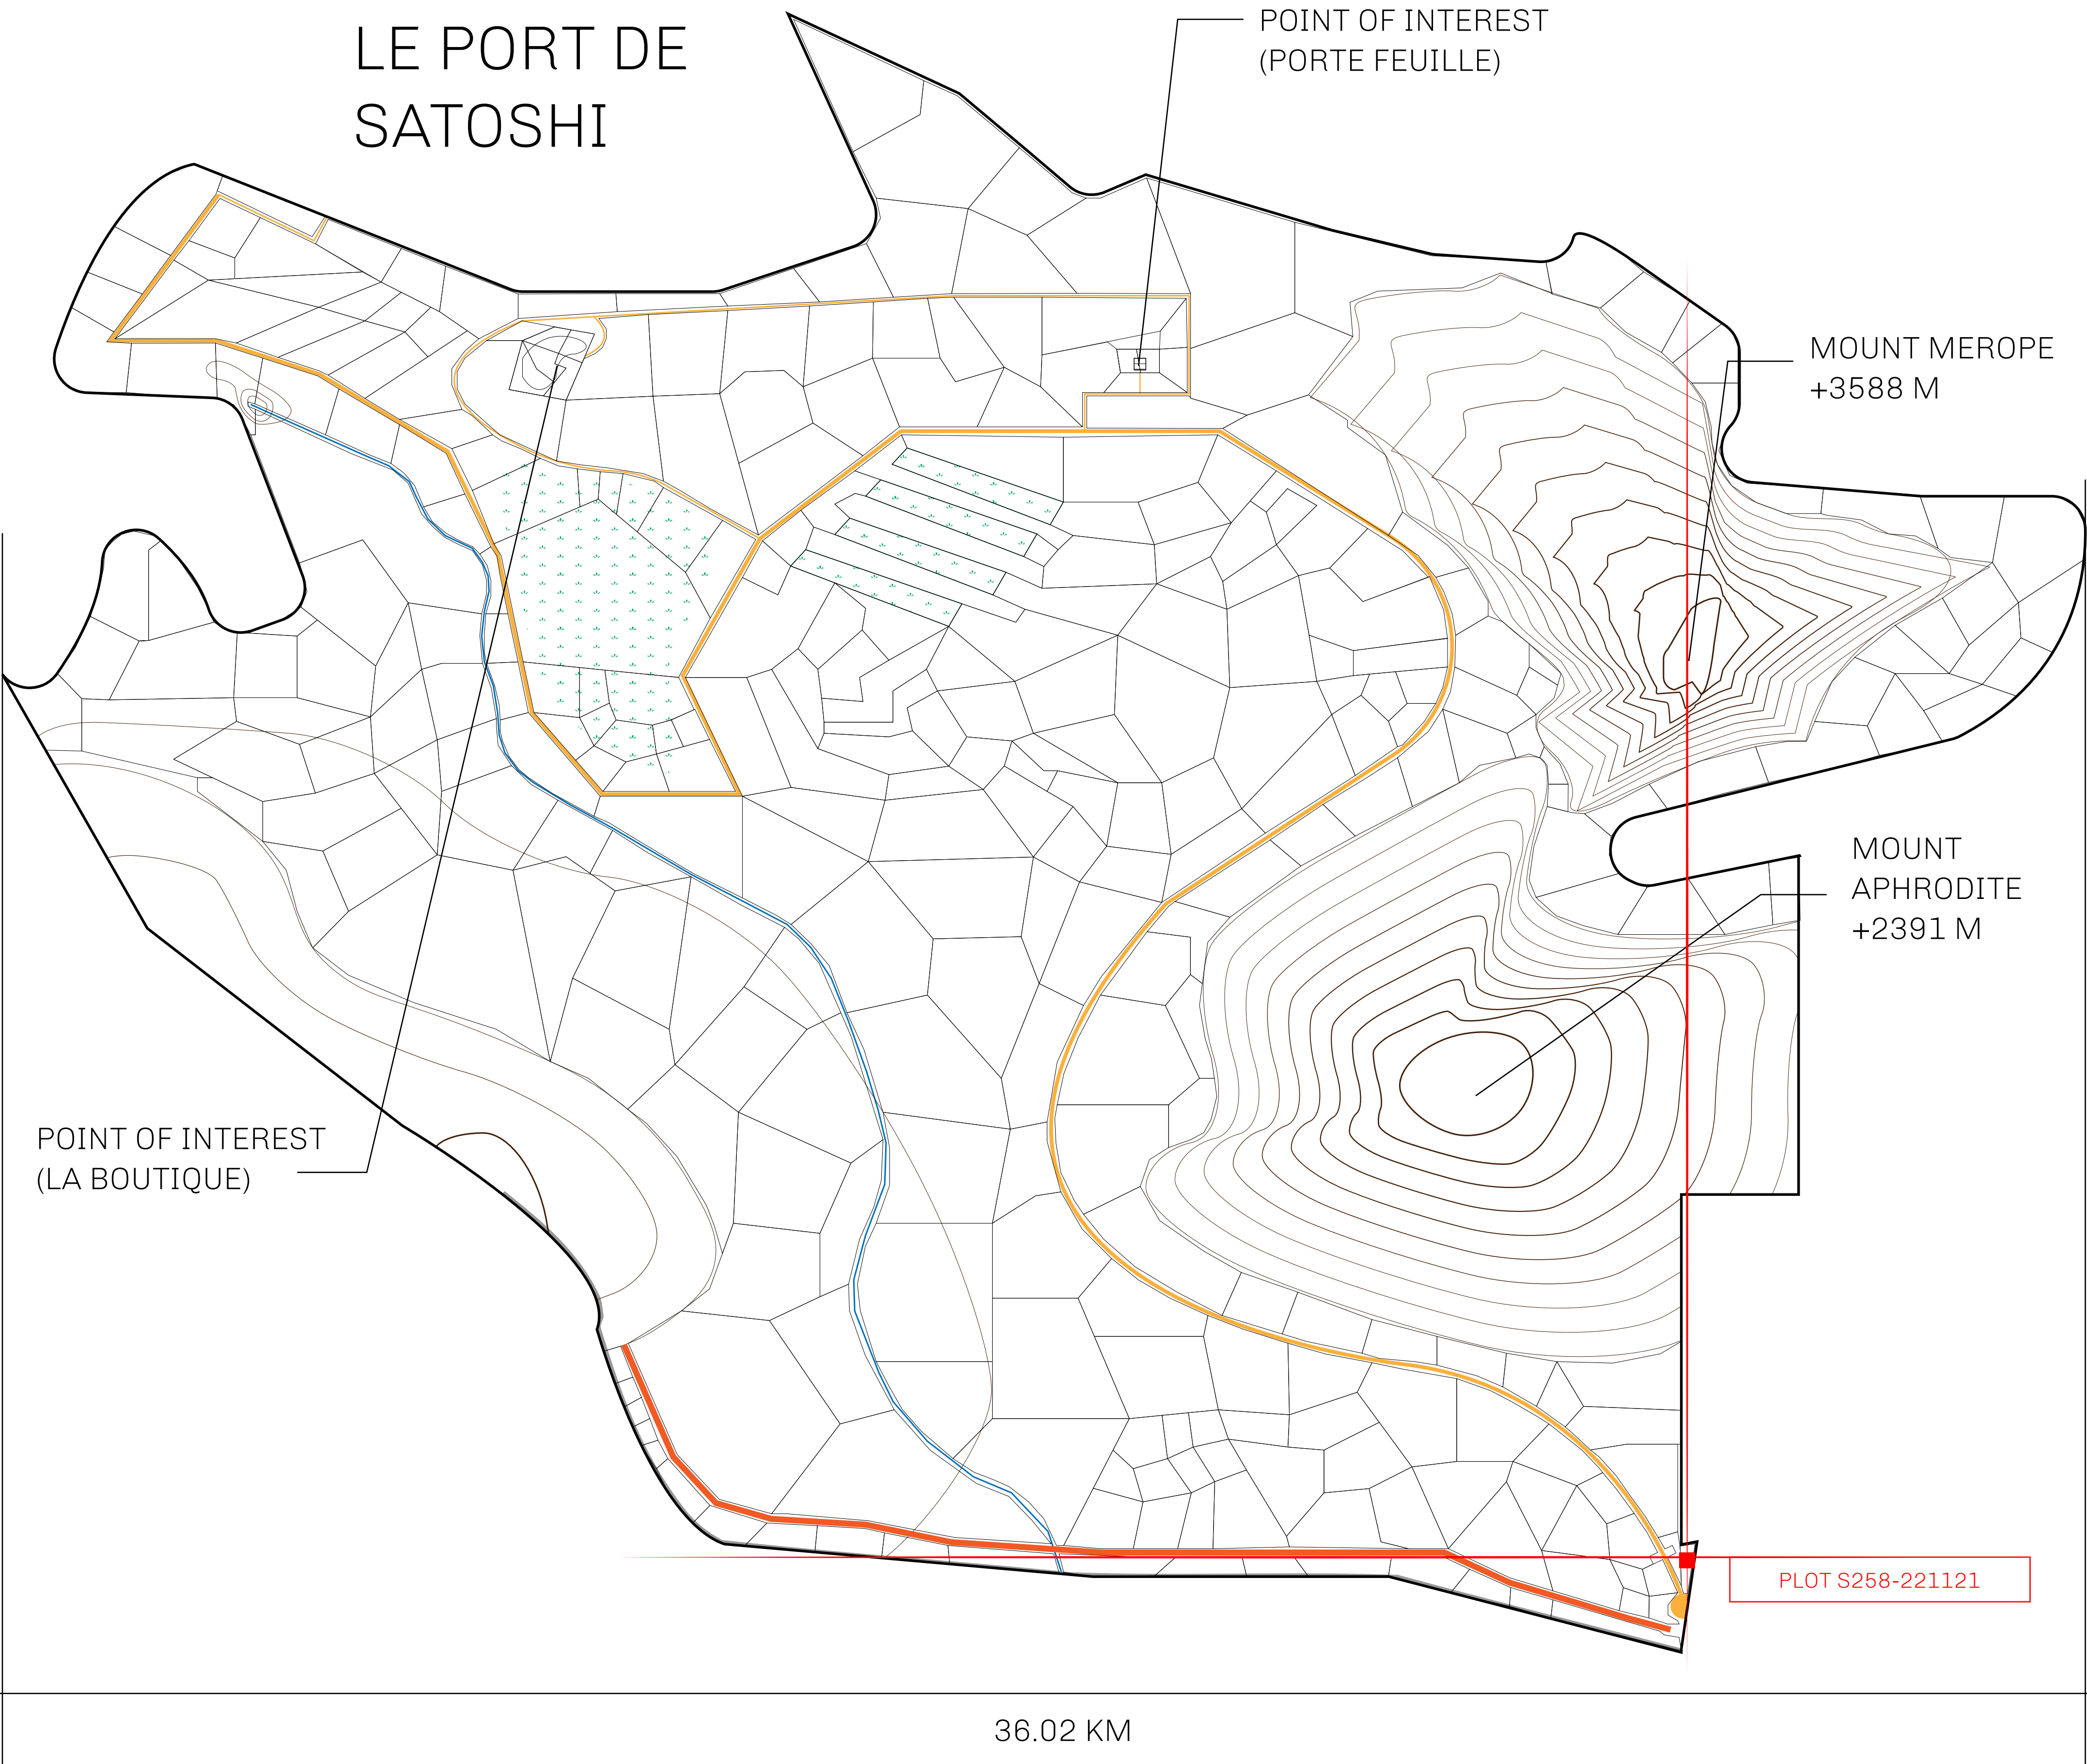 LE PORT DE
SATOSHI
POINT OF INTEREST
(PORTE FEUILLE)
MOUNT MEROPE
+3588 M
MOUNT
APHRODITE
+2391 M
POINT OF INTEREST
(LA BOUTIQUE)
PLOT S258-221121
36.02 KM